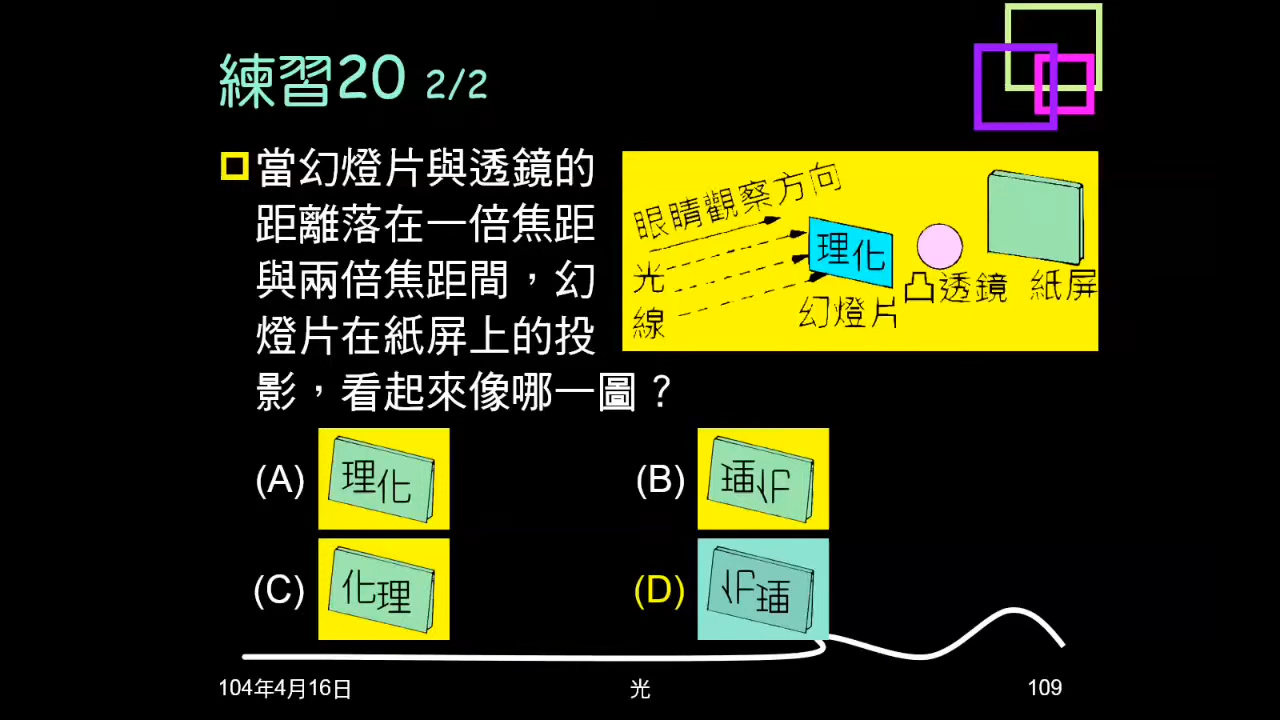 練習20 2/2
當幻燈片與透鏡的
距離落在一倍焦距
與兩倍焦距間，幻
燈片在紙屏上的投
影，看起來像哪一圖？
眼睛觀察方向
光
線
理化
幻燈片
凸透鏡
紙屏
(A) 理化
(B)
(C) 化理
(D)
104年4月16日
光
109